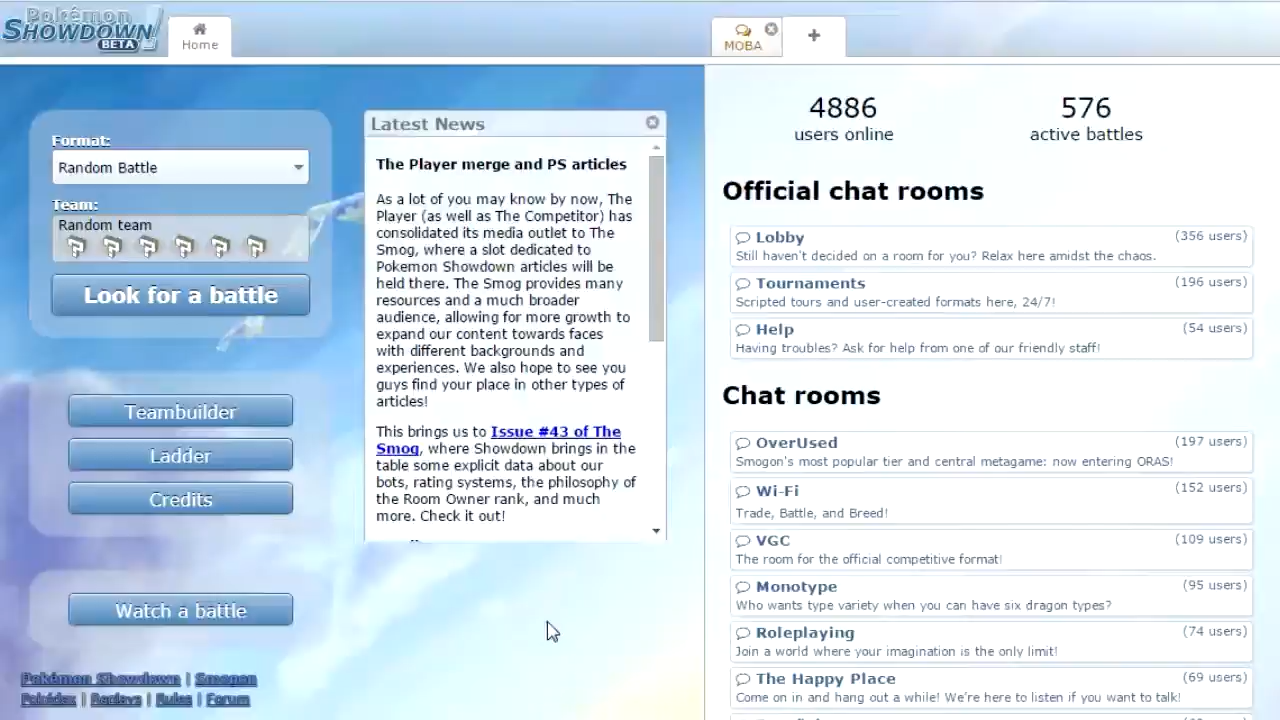 Pokémon
SHOWDOWN!
BETA
Home
MOBA
Format:
Random Battle
Team:
Random team
Look for a battle
Teambuilder
Ladder
Credits
Watch a battle
Pokémon Showdown | Smogon
Pokédex | Replays | Rules | Forum
Latest News
The Player merge and PS articles
As a lot of you may know by now, The
Player (as well as The Competitor) has
consolidated its media outlet to The
Smog, where a slot dedicated to
Pokemon Showdown articles will be
held there. The Smog provides many
resources and a much broader
audience, allowing for more growth to
expand our content towards faces
with different backgrounds and
experiences. We also hope to see you
guys find your place in other types of
articles!
This brings us to Issue #43 of The
Smog, where Showdown brings in the
table some explicit data about our
bots, rating systems, the philosophy of
the Room Owner rank, and much
more. Check it out!
4886
users online
576
active battles
Official chat rooms
Lobby (356 users)
Still haven't decided on a room for you? Relax here amidst the chaos.
Tournaments (196 users)
Scripted tours and user-created formats here, 24/7!
Help (54 users)
Having troubles? Ask for help from one of our friendly staff!
Chat rooms
OverUsed (197 users)
Smogon's most popular tier and central metagame: now entering ORAS!
Wi-Fi (152 users)
Trade, Battle, and Breed!
VGC (109 users)
The room for the official competitive format!
Monotype (95 users)
Who wants type variety when you can have six dragon types?
Roleplaying (74 users)
Join a world where your imagination is the only limit!
The Happy Place (69 users)
Come on in and hang out a while! We're here to listen if you want to talk!